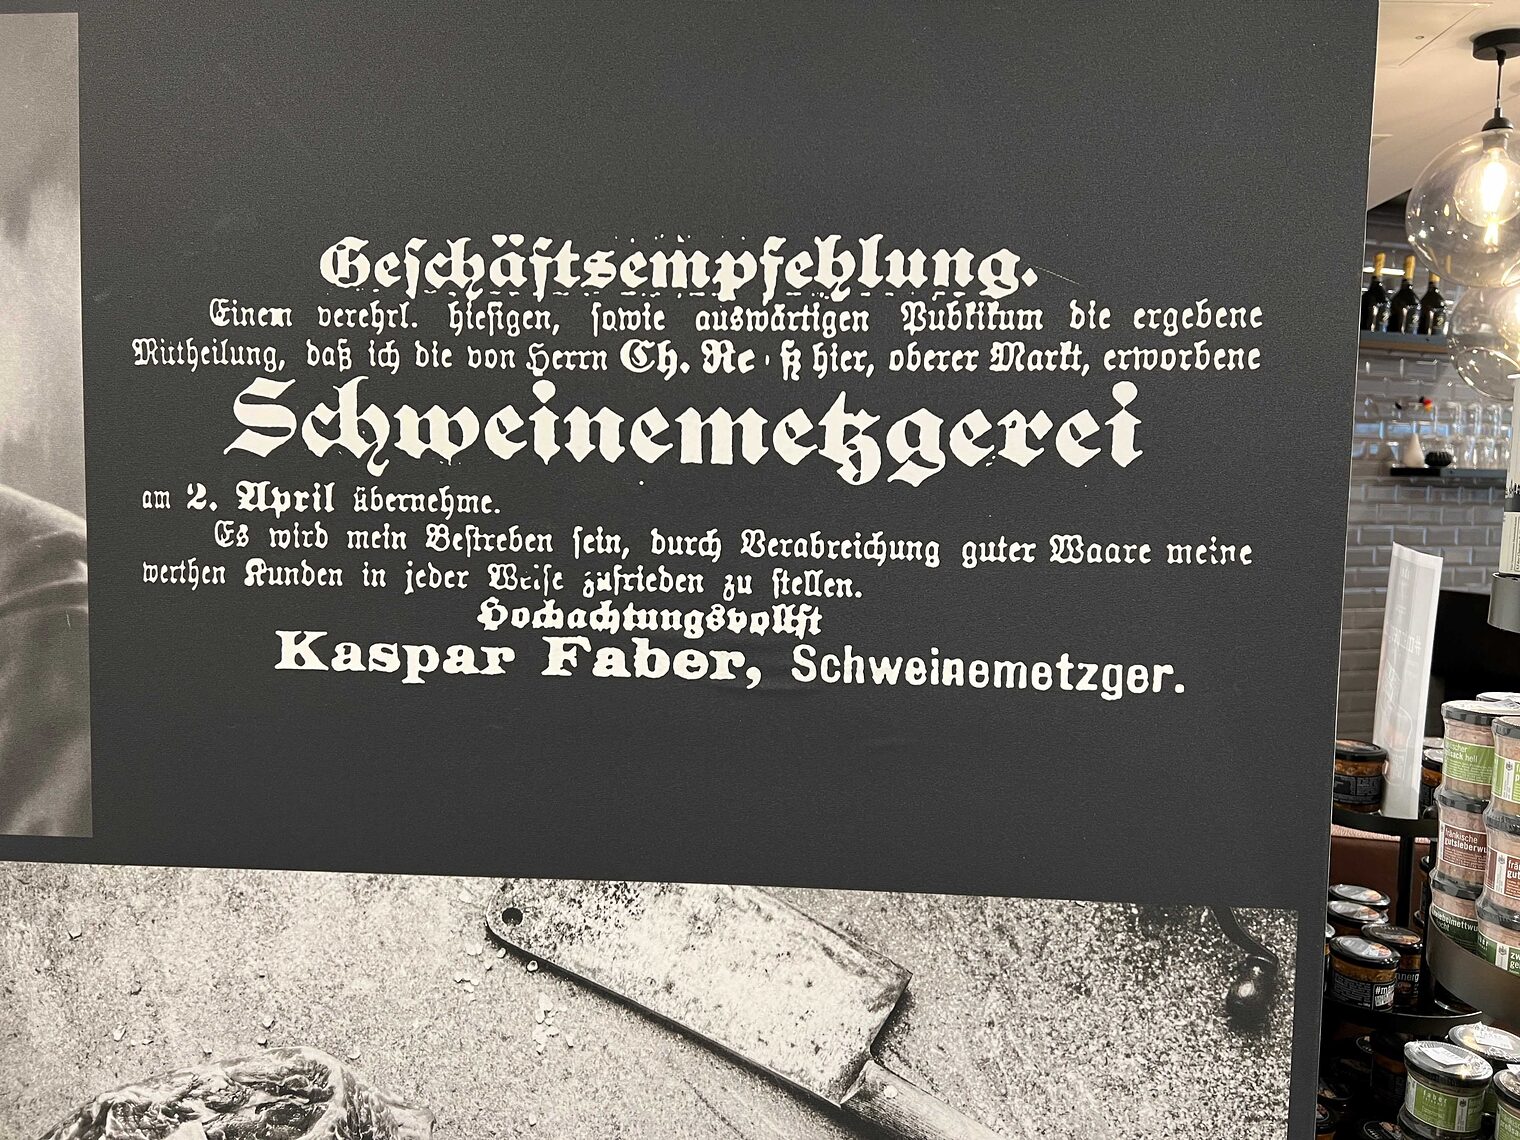 Geschäftsempfehlung.
Einem verehrl. hiesigen, sowie auswärtigen Publikum die ergebene
Mittheilung, daß ich die von Herrn Ch. hier, oberer Markt, erworbene
Schweinemetzgerei
am 2. April übernehme.
Es wird mein Bestreben sein, durch Verabreichung guter Waare meine
werthen Kunden in jeder Weise zufrieden zu stellen.
Hochachtungsvollst
Kaspar Faber, Schweinemetzger.
fränkische
faber